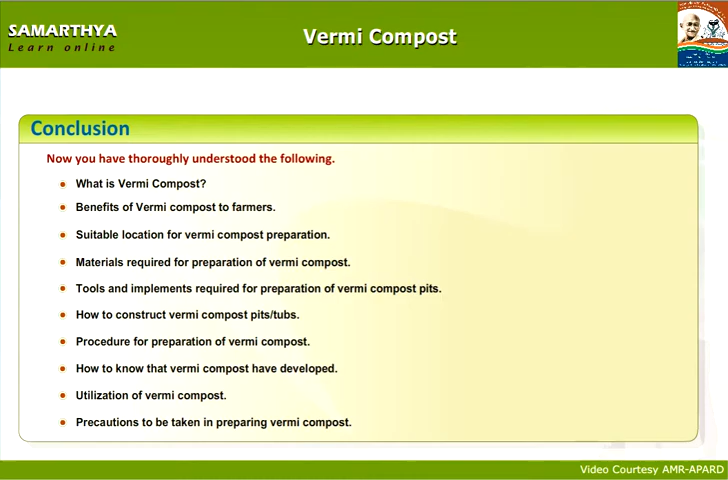 SAMARTHYA
Learn online
Vermi Compost
Conclusion
Now you have thoroughly understood the following.
What is Vermi Compost?
Benefits of Vermi compost to farmers.
Suitable location for vermi compost preparation.
Materials required for preparation of vermi compost.
Tools and implements required for preparation of vermi compost pits.
How to construct vermi compost pits/tubs.
Procedure for preparation of vermi compost.
How to know that vermi compost have developed.
Utilization of vermi compost.
Precautions to be taken in preparing vermi compost.
Video Courtesy AMR-APARD